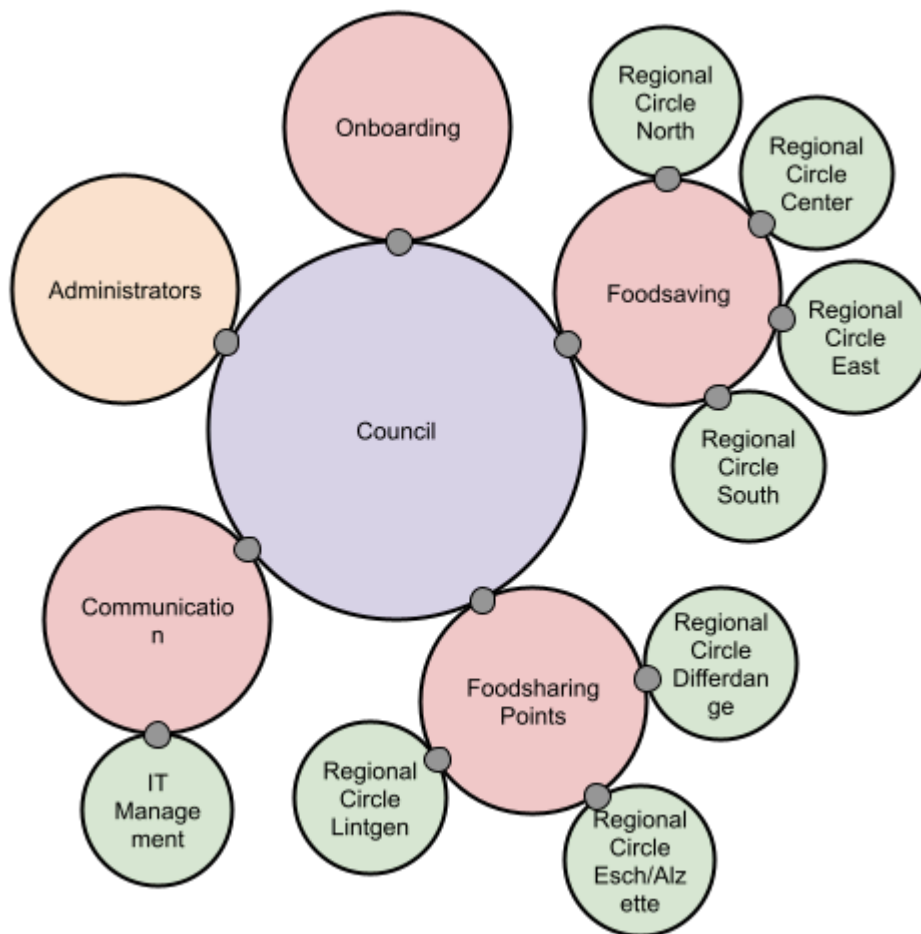 Onboarding
Regional
Circle
North
Regional
Circle
Center
Administrators
Foodsaving
Regional
Circle
East
Council
Regional
Circle
South
Communicatio
n
Regional
Circle
Differdan
ge
Foodsharing
Points
IT
Manage
ment
Regional
Circle
Lintgen
Regional
Circle
Esch/Alz
ette